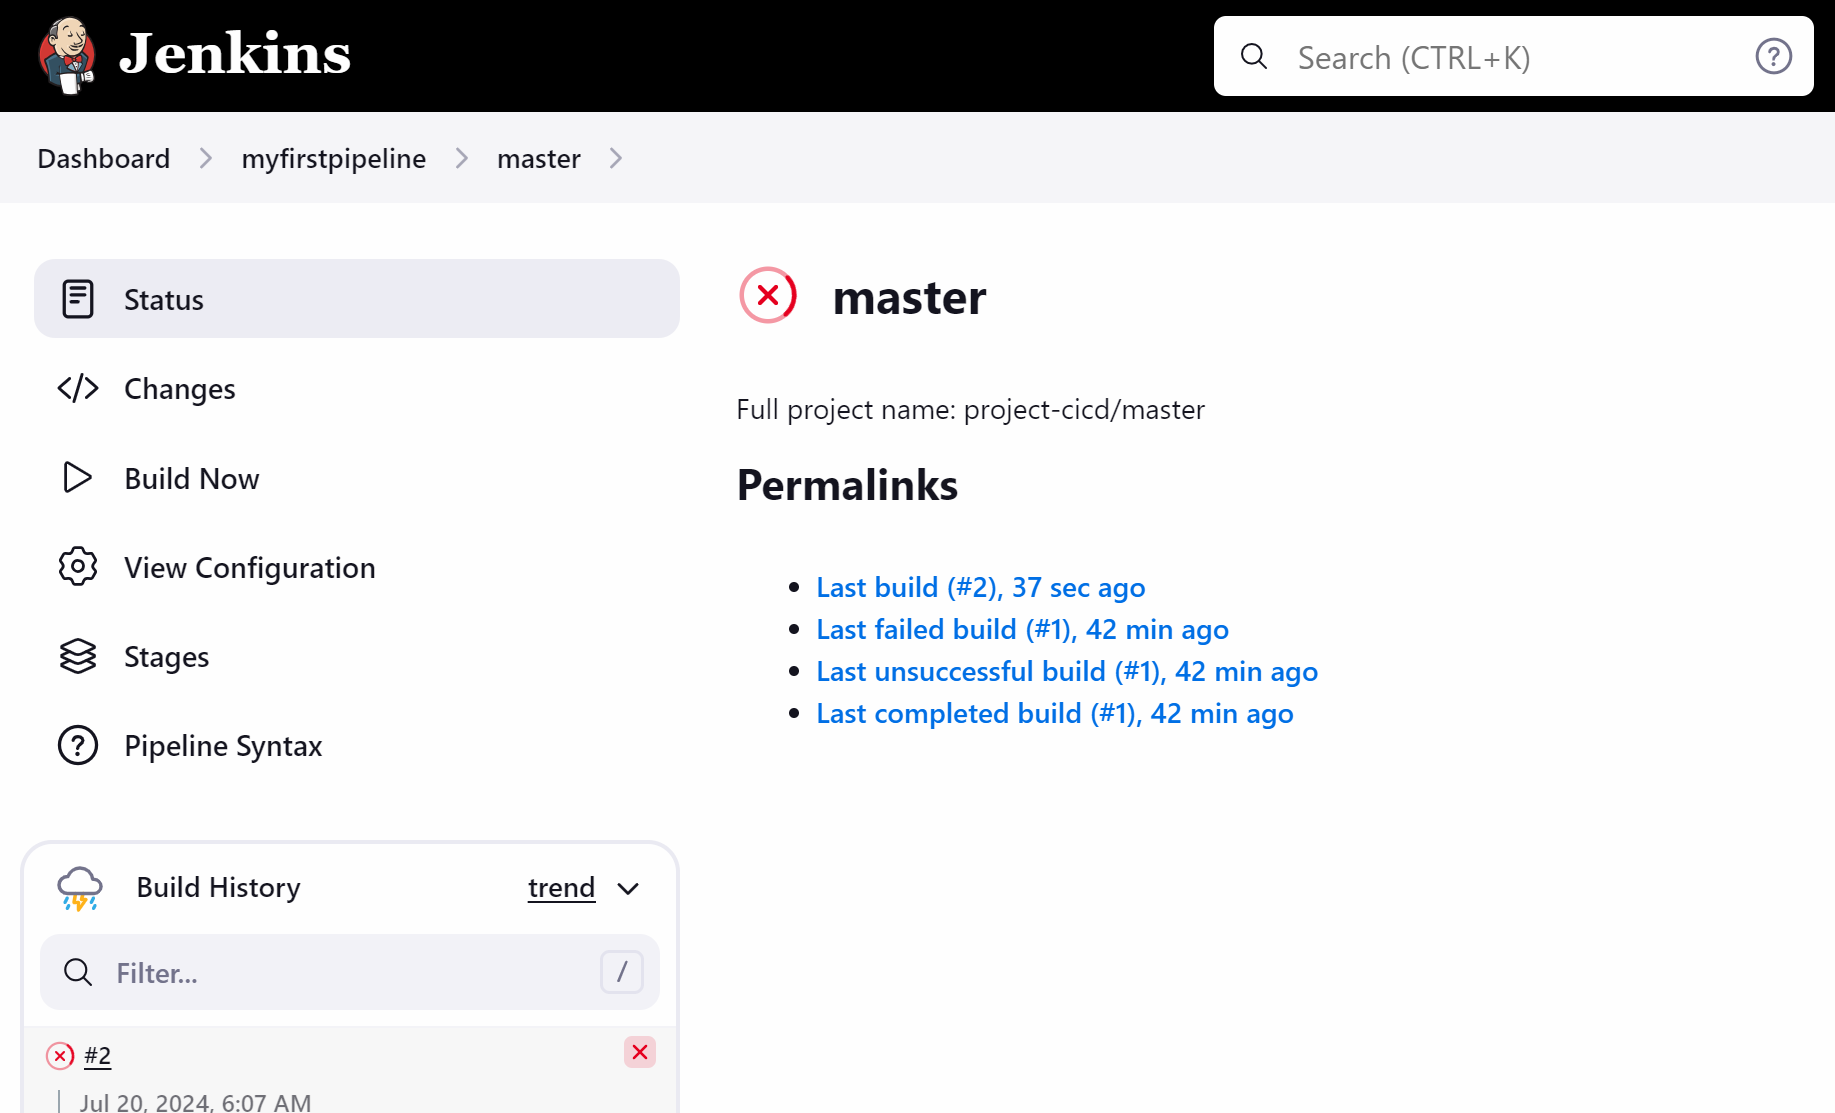 Jenkins
Search (CTRL+K)
?
Dashboard > myfirstpipeline > master >
Status
Changes
Build Now
View Configuration
Stages
Pipeline Syntax
master
Full project name: project-cicd/master
Permalinks
• Last build (#2), 37 sec ago
• Last failed build (#1), 42 min ago
• Last unsuccessful build (#1), 42 min ago
• Last completed build (#1), 42 min ago
Build History trend
Filter... /
#2
Jul 20, 2024, 6:07 AM